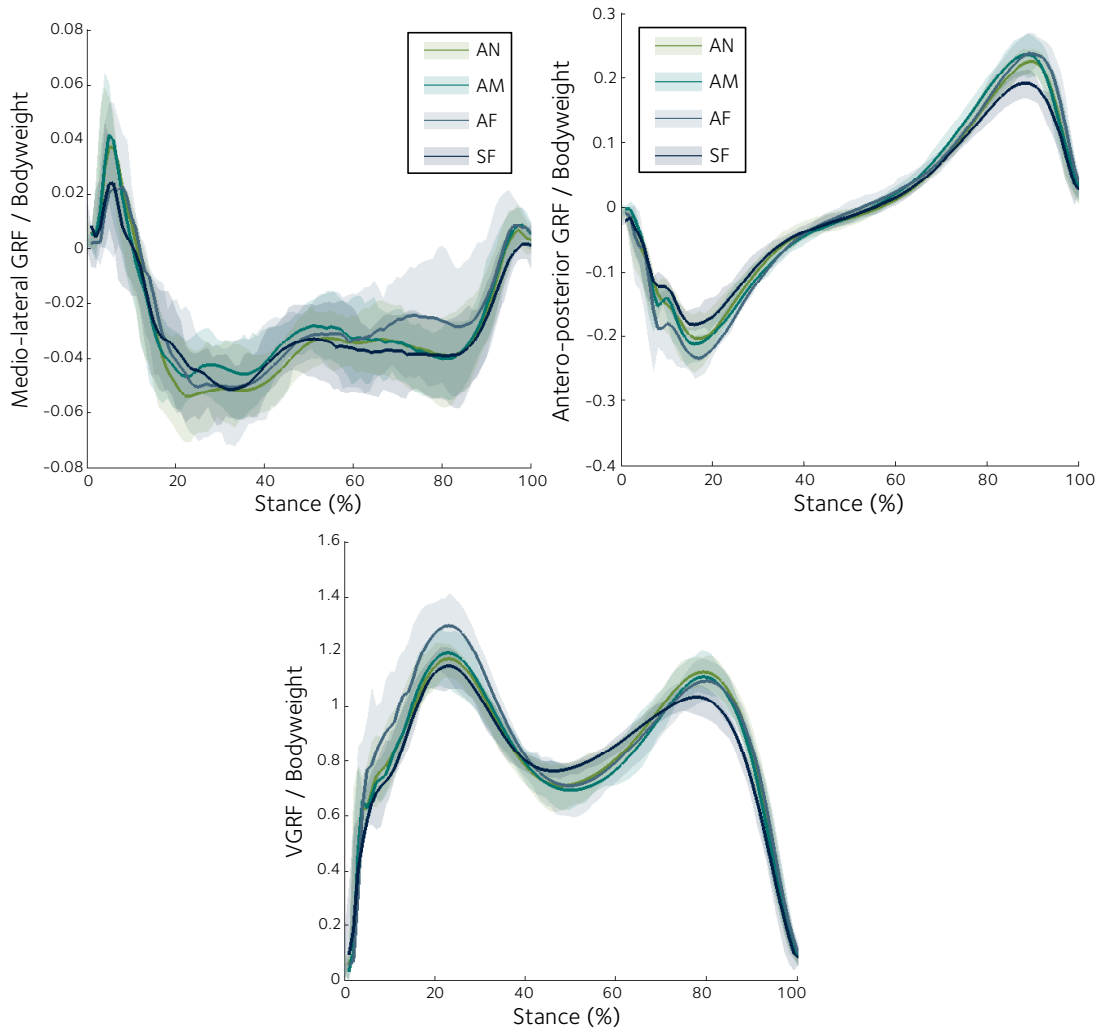 Medio-lateral GRF / Bodyweight
0.08
0.06
0.04
0.02
0
-0.02
-0.04
-0.06
-0.08
0 20 40 60 80 100
Stance (%)
AN
AM
AF
SF
Antero-posterior GRF / Bodyweight
0.3
0.2
0.1
0
-0.1
-0.2
-0.3
-0.4
0 20 40 60 80 100
Stance (%)
AN
AM
AF
SF
VGRF / Bodyweight
1.6
1.4
1.2
1
0.8
0.6
0.4
0.2
0
0 20 40 60 80 100
Stance (%)